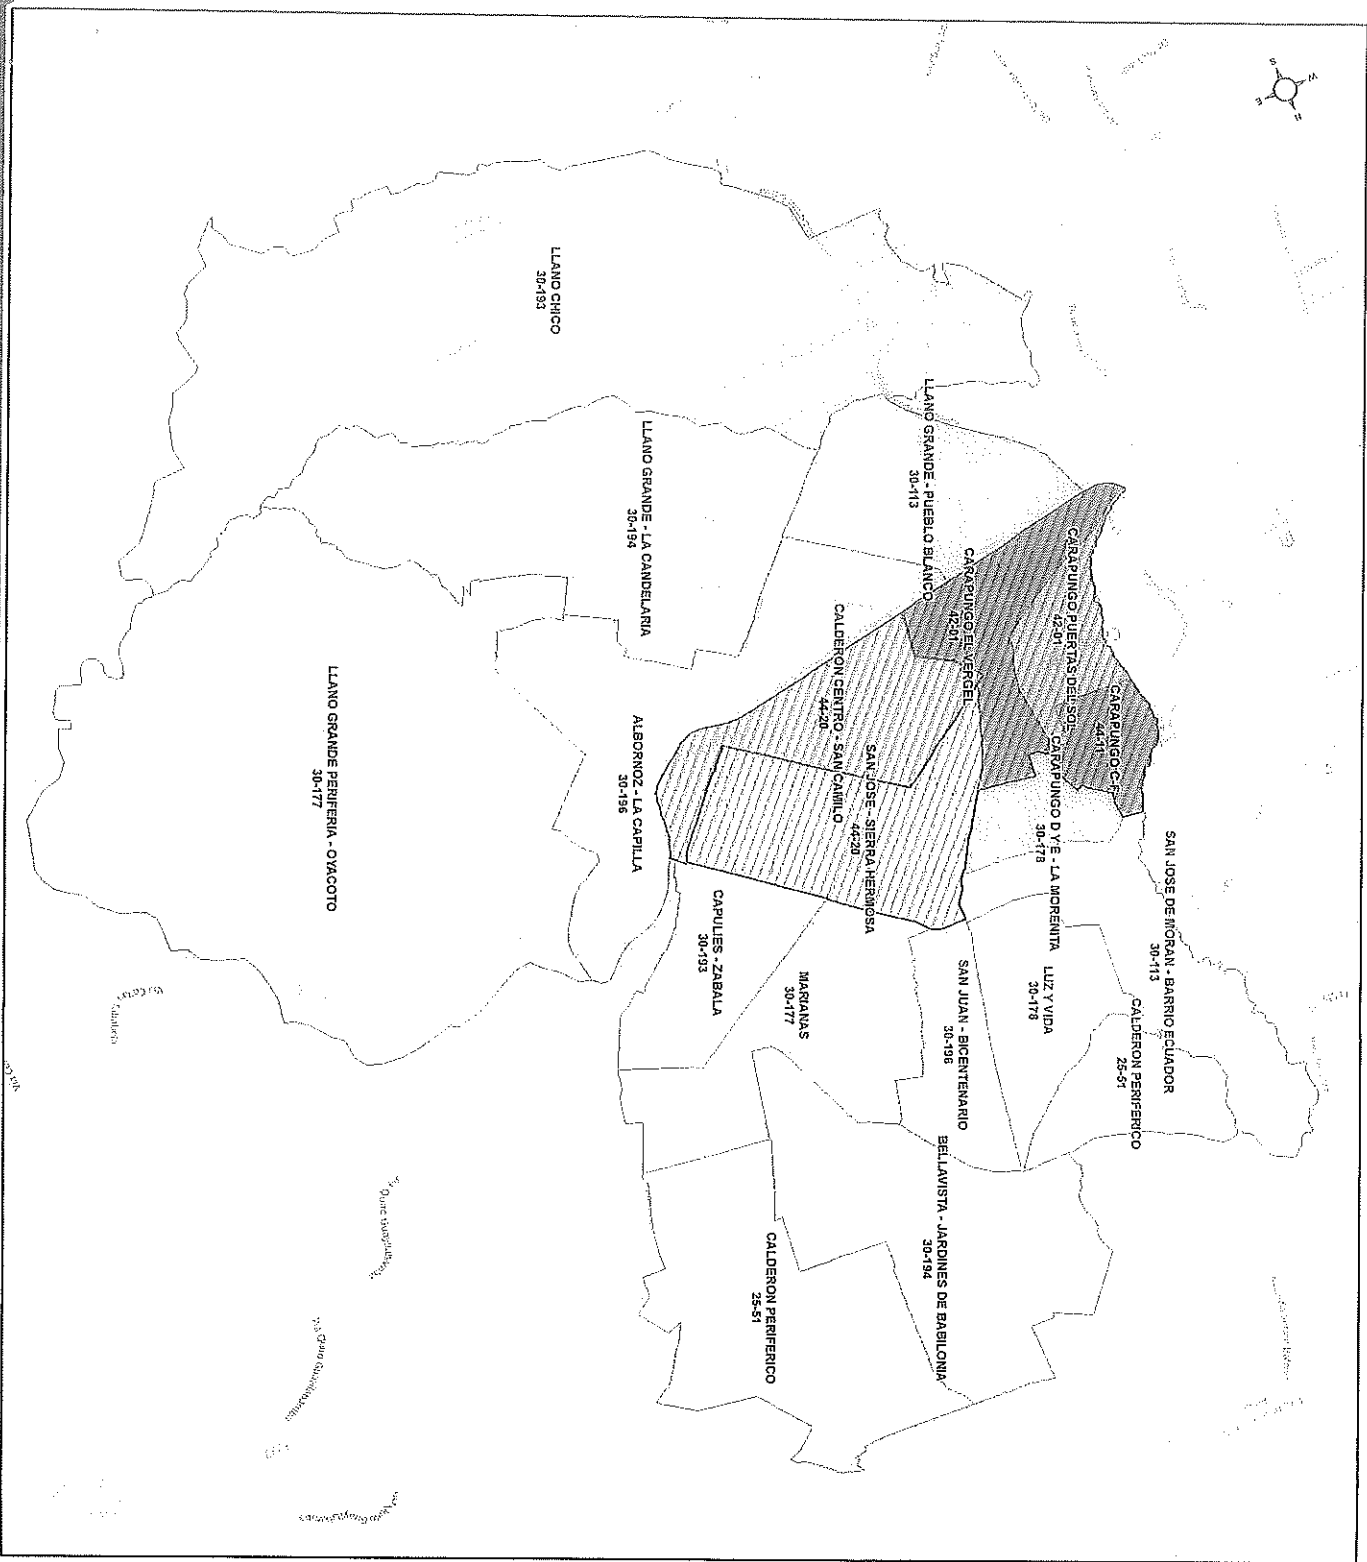 SAN JOSE DE MORAN - BARRIO ECUADOR
30-113
CALDERON PERIFERICO
25-51
CARAPUNGO C-F
44-11
CARAPUNGO PUERTAS DEL SOL
42-01
CARAPUNGO D Y E - LA MORENITA
30-178
LUZ Y VIDA
30-178
CARAPUNGO EL VERGEL
42-01
SAN JUAN - BICENTENARIO
30-196
LLANO GRANDE - PUEBLO BLANCO
30-113
BELLAVISTA - JARDINES DE BABILONIA
30-194
SAN JOSE - SIERRA HERMOSA
44-20
CALDERON CENTRO - SAN CAMILO
44-20
MARIANAS
30-177
CALDERON PERIFERICO
25-51
CAPULIES - ZABALA
30-193
LLANO GRANDE - LA CANDELARIA
30-194
ALBORNOZ - LA CAPILLA
30-196
LLANO CHICO
30-193
LLANO GRANDE PERIFERIA - OYACOTO
30-177